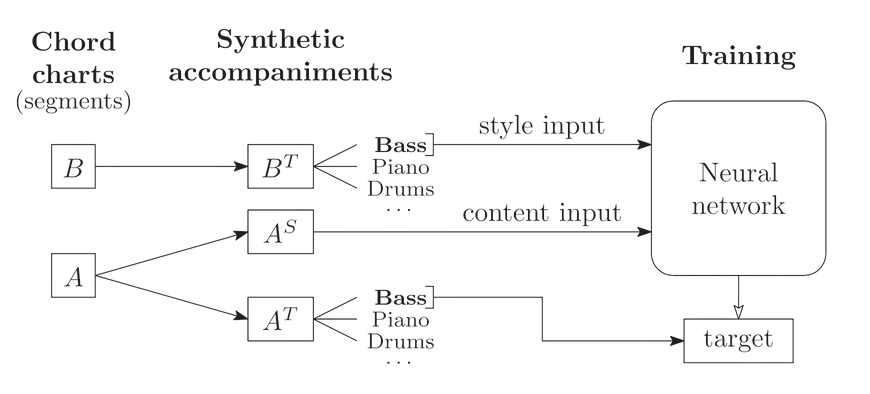 Chord
charts
(segments)
Synthetic
accompaniments
Training
B
B^T
Bass
Piano
Drums
...
style input
Neural
network
A^S
content input
A
A^T
Bass
Piano
Drums
...
target